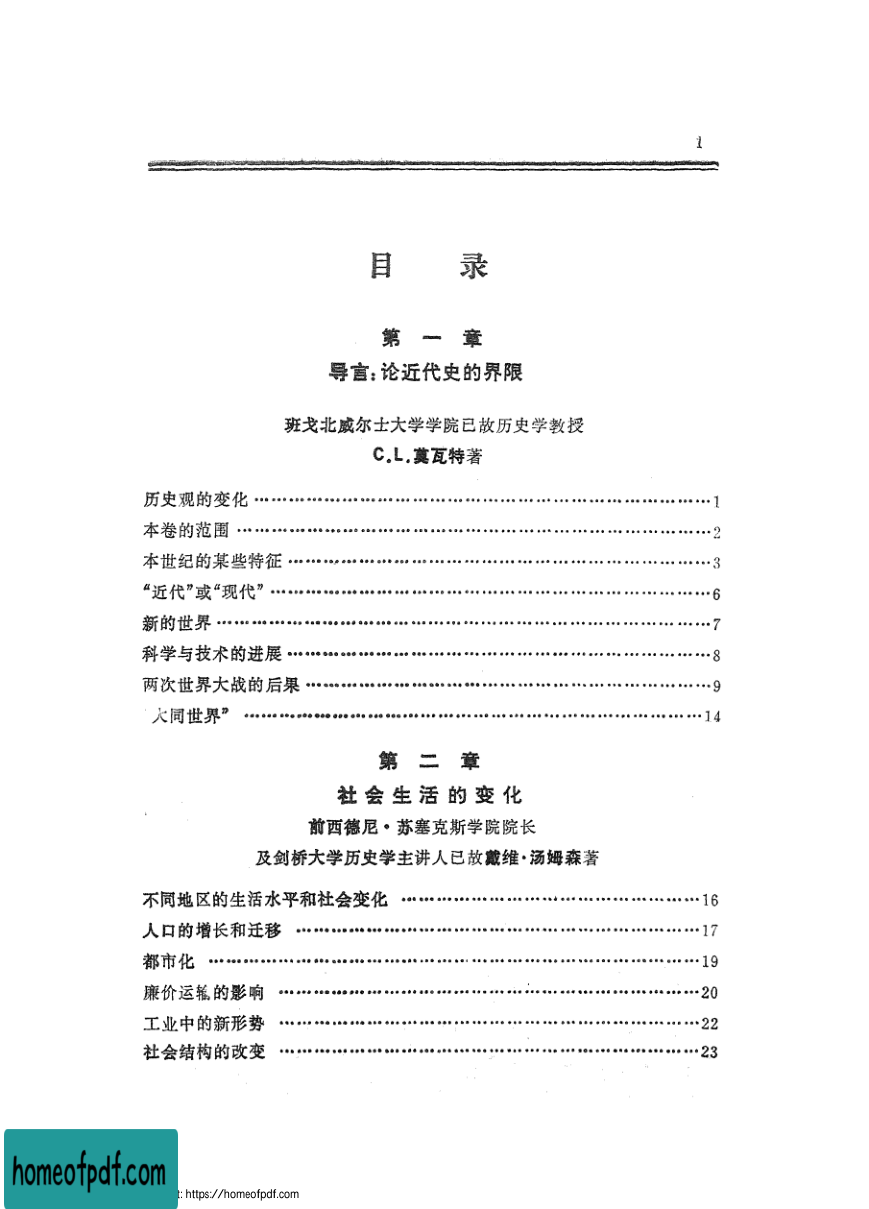 1
目 录
第 一 章
导言:论近代史的界限
班戈北威尔士大学学院已故历史学教授
C.L.莫瓦特著
历史观的变化……1
本卷的范围……2
本世纪的某些特征……3
“近代”或“现代”……6
新的世界……7
科学与技术的进展……8
两次世界大战的后果……9
大同世界”……14
第 二 章
社会生活的变化
前西德尼·苏塞克斯学院院长
及剑桥大学历史学主讲人已故戴维·汤姆森著
不同地区的生活水平和社会变化……16
人口的增长和迁移……17
都市化……19
廉价运输的影响……20
工业中的新形势……22
社会结构的改变……23
homeofpdf.com
t: https://homeofpdf.com